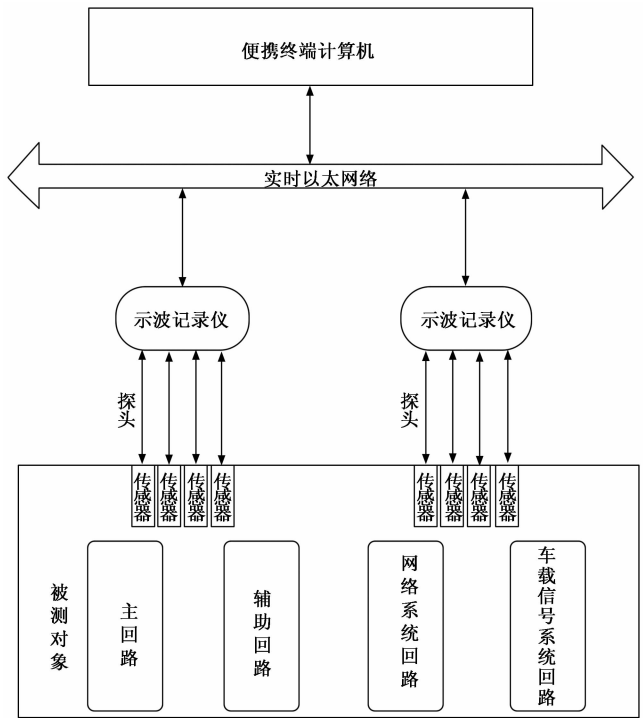 便携终端计算机
实时以太网络
示波记录仪
示波记录仪
探头
探头
传感器
传感器
传感器
传感器
传感器
传感器
传感器
传感器
被测对象
主回路
辅助回路
网络系统回路
车载信号系统回路